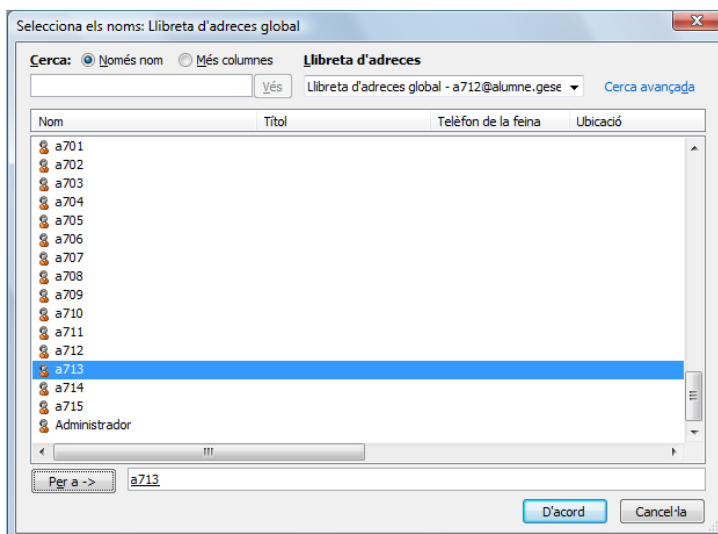 Selecciona els noms: Llibreta d'adreces global
Cerca: Només nom Més columnes Llibreta d'adreces
Vés Llibreta d'adreces global - a712@alumne.gese Cerca avançada
Nom Títol Telèfon de la feina Ubicació
a701
a702
a703
a704
a705
a706
a707
a708
a709
a710
a711
a712
a713
a714
a715
Administrador
Per a -> a713
D'acord Cancel·la